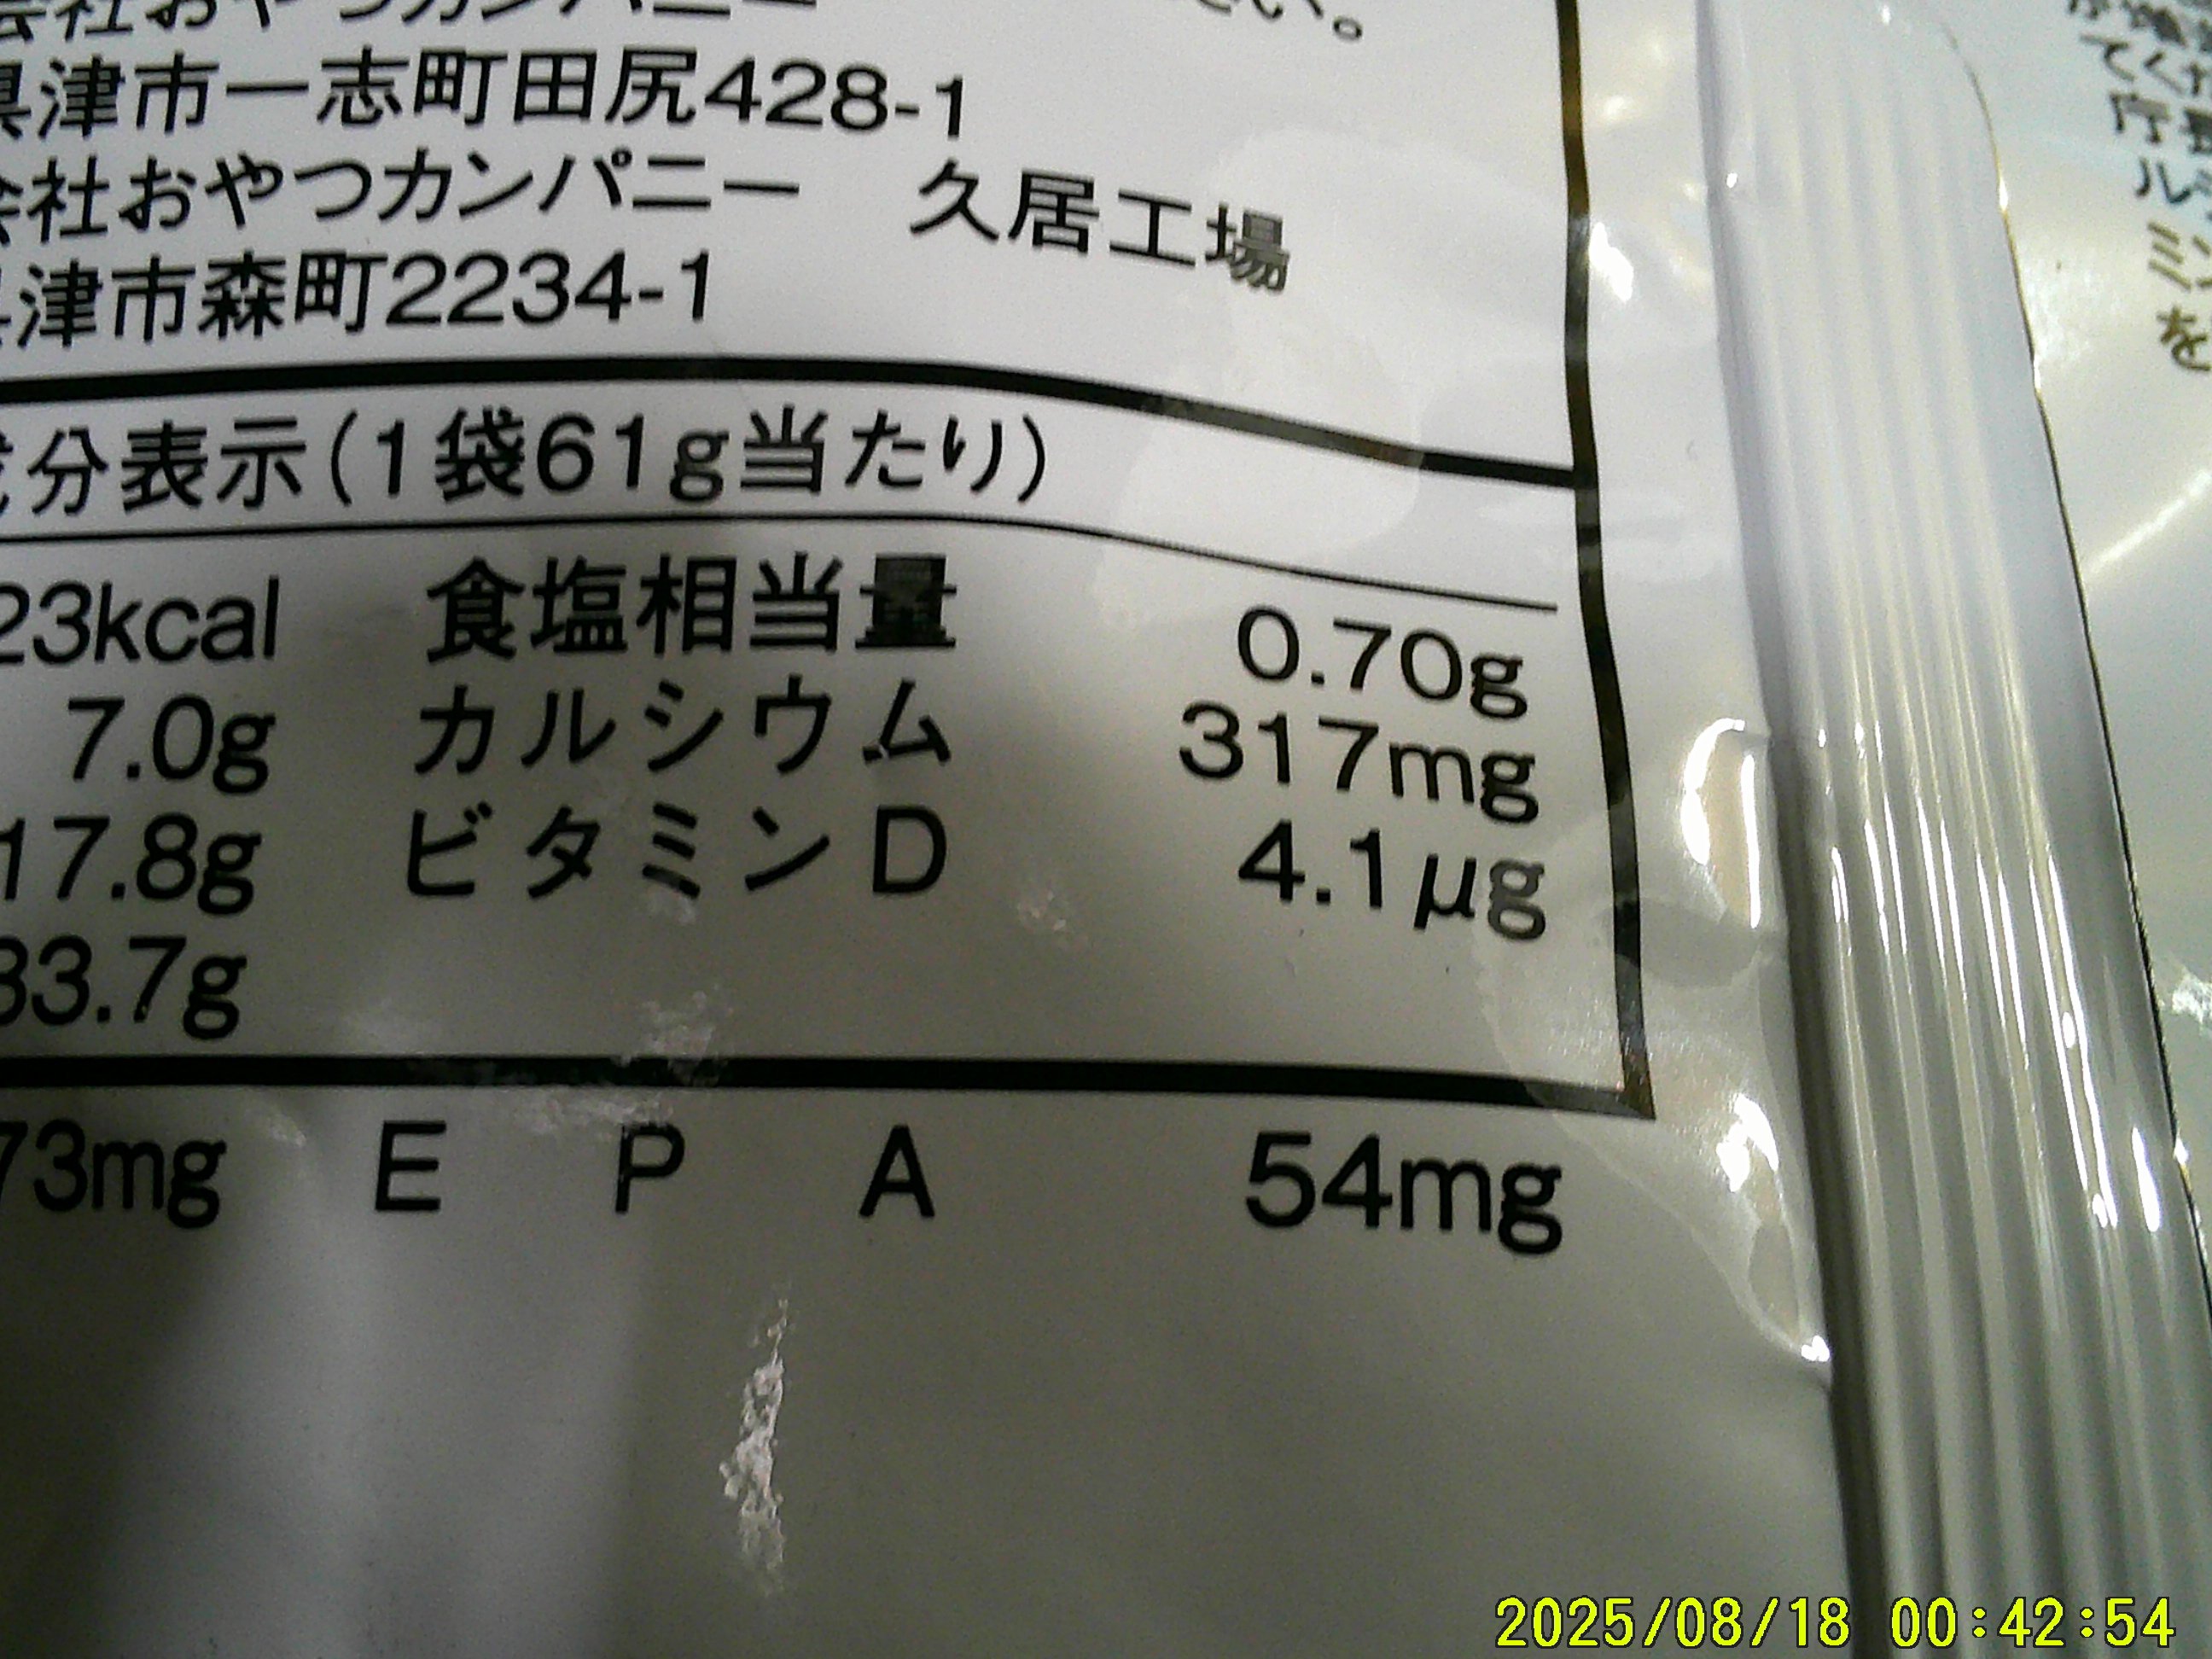 会社おやつカンパニー
県津市一志町田尻428-1
会社おやつカンパニー 久居工場
県津市森町2234-1
成分表示(1袋61g当たり)
23kcal 食塩相当量 0.70g
7.0g カルシウム 317mg
17.8g ビタミンD 4.1μg
33.7g
73mg E P A 54mg
2025/08/18 00:42:54